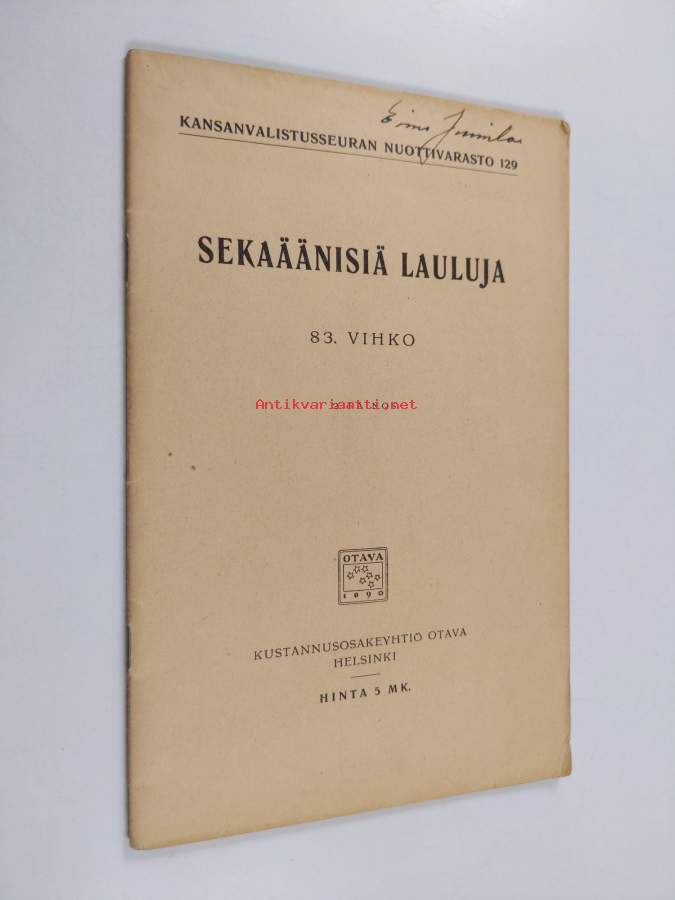 KANSANVALISTUSSEURAN NUOTTIVARASTO 129
SEKAÄÄNISIÄ LAULUJA
83. VIHKO
Antikvariaatti.net
OTAVA
1890
KUSTANNUSOSAKEYHTIÖ OTAVA
HELSINKI
HINTA 5 MK.